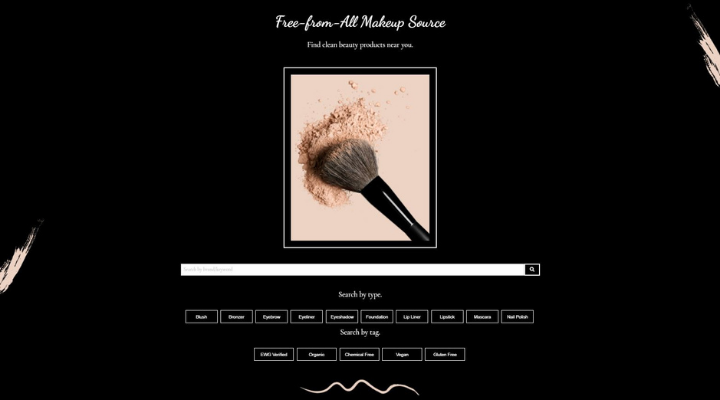 Free-from-All Makeup Source
Find clean beauty products near you.
Search by brand/keyword
Search by type.
Blush Bronzer Eyebrow Eyeliner Eyeshadow Foundation Lip Liner Lipstick Mascara Nail Polish
Search by tag.
EWG Verified Organic Chemical Free Vegan Gluten Free